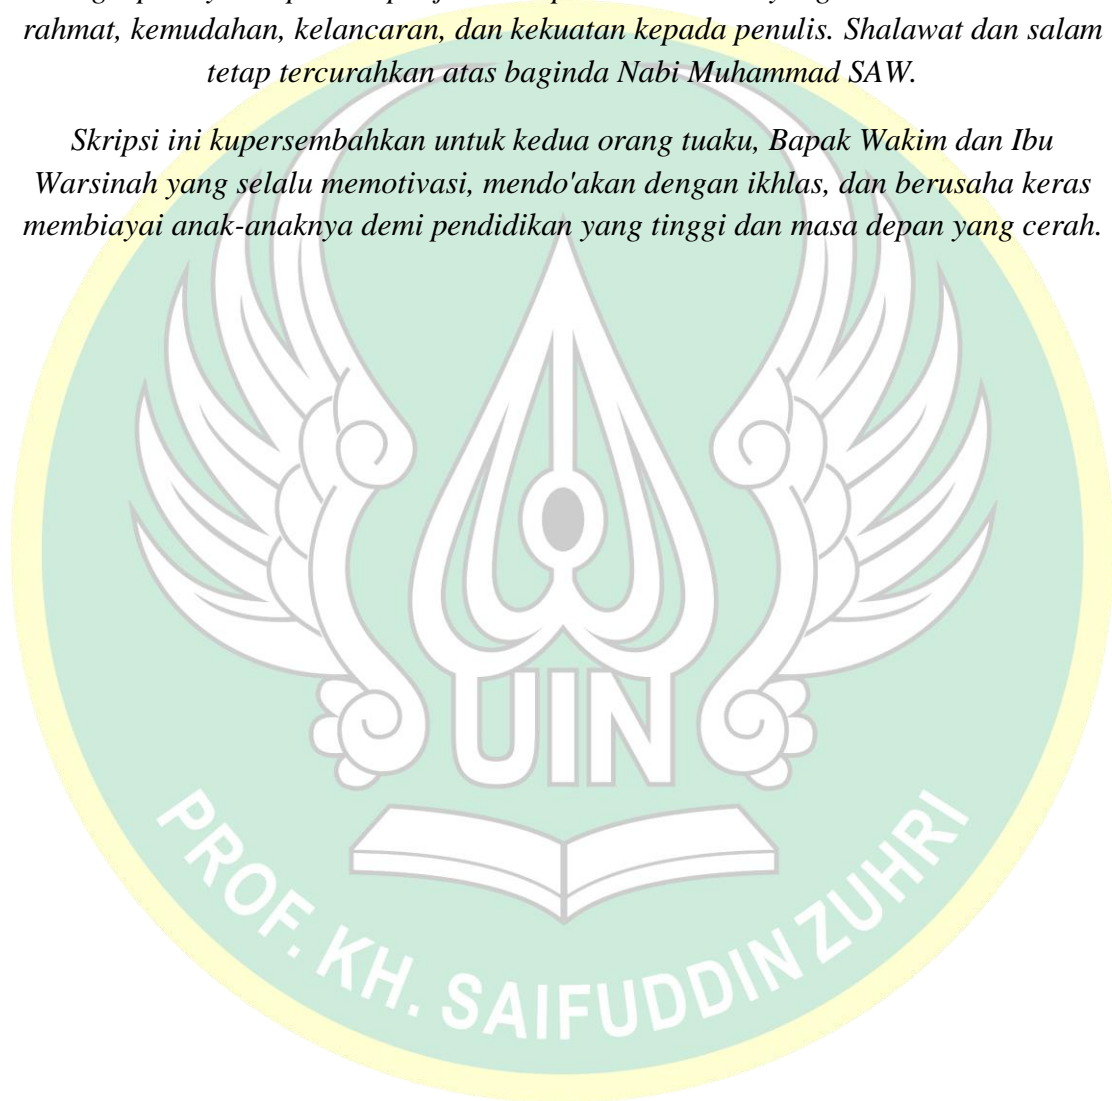 rahmat, kemudahan, kelancaran, dan kekuatan kepada penulis. Shalawat dan salam
tetap tercurahkan atas baginda Nabi Muhammad SAW.
Skripsi ini kupersembahkan untuk kedua orang tuaku, Bapak Wakim dan Ibu
Warsinah yang selalu memotivasi, mendo'akan dengan ikhlas, dan berusaha keras
membiayai anak-anaknya demi pendidikan yang tinggi dan masa depan yang cerah.
UIN
PROF. KH. SAIFUDDIN ZUHRI